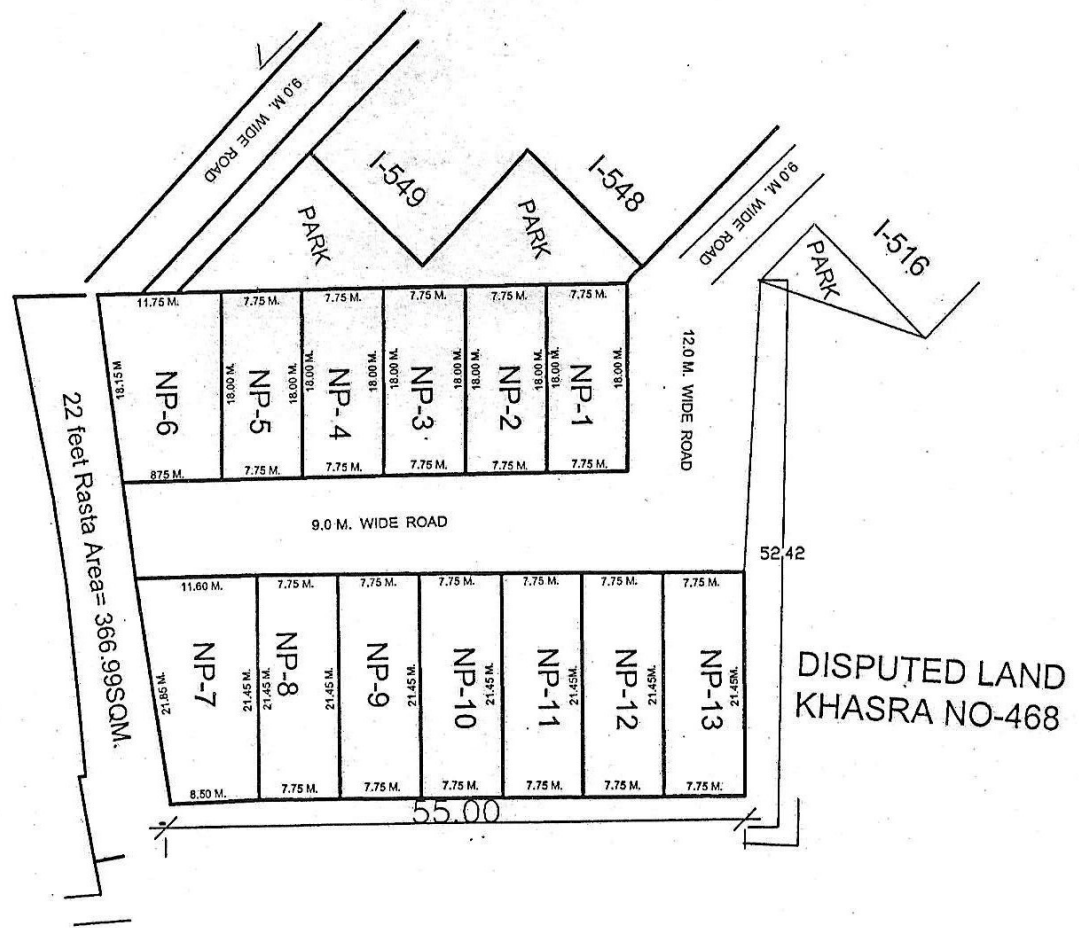 9.0 M. WIDE ROAD
I-549
I-548
9.0 M. WIDE ROAD
I-516
PARK
PARK
PARK
11.75 M.
7.75 M.
7.75 M.
7.75 M.
7.75 M.
7.75 M.
18.15 M
NP-6
18.00 M.
NP-5
18.00 M.
18.00 M.
NP-4
18.00 M.
18.00 M.
NP-3
18.00 M.
18.00 M.
NP-2
18.00 M.
18.00 M.
NP-1
18.00 M.
12.0 M. WIDE ROAD
875 M.
7.75 M.
7.75 M.
7.75 M.
7.75 M.
7.75 M.
22 feet Rasta Area= 366.99SQM.
9.0 M. WIDE ROAD
52.42
11.60 M.
7.75 M.
7.75 M.
7.75 M.
7.75 M.
7.75 M.
7.75 M.
21.85 M.
NP-7
21.45 M.
21.45 M.
NP-8
21.45 M.
NP-9
21.45 M.
NP-10
21.45 M.
NP-11
21.45M.
NP-12
21.45M.
NP-13
21.45M.
DISPUTED LAND
KHASRA NO-468
8.50 M.
7.75 M.
7.75 M.
7.75 M.
7.75 M.
7.75 M.
7.75 M.
55.00